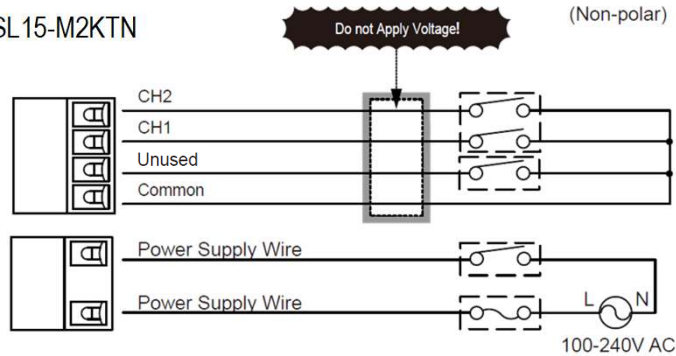 SL15-M2KTN
Do not Apply Voltage!
(Non-polar)
CH2
CH1
Unused
Common
Power Supply Wire
Power Supply Wire
L
N
100-240V AC